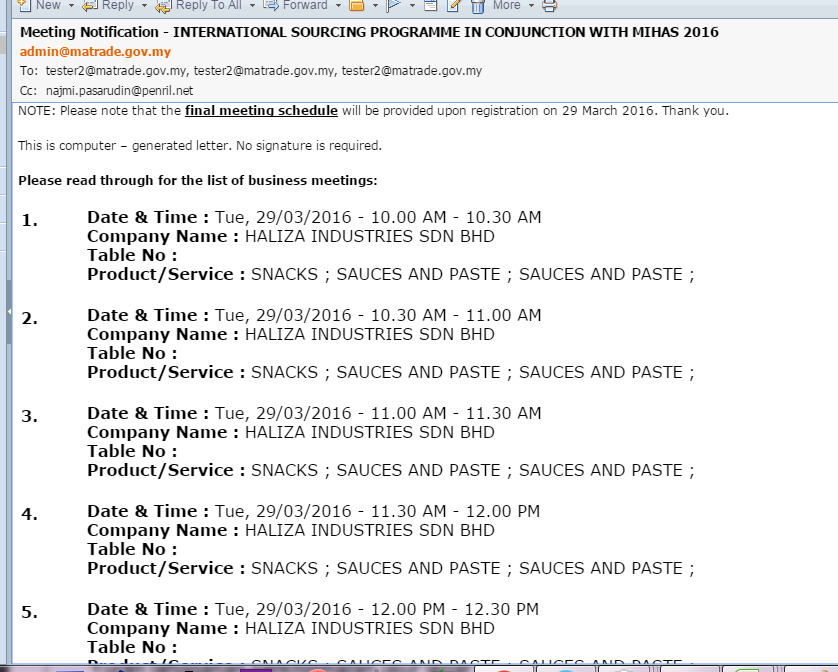 New Reply Reply To All Forward More
Meeting Notification - INTERNATIONAL SOURCING PROGRAMME IN CONJUNCTION WITH MIHAS 2016
admin@matrade.gov.my
To: tester2@matrade.gov.my, tester2@matrade.gov.my, tester2@matrade.gov.my
Cc: najmi.pasarudin@penril.net
NOTE: Please note that the final meeting schedule will be provided upon registration on 29 March 2016. Thank you.
This is computer – generated letter. No signature is required.
Please read through for the list of business meetings:
1. Date & Time : Tue, 29/03/2016 - 10.00 AM - 10.30 AM
Company Name : HALIZA INDUSTRIES SDN BHD
Table No :
Product/Service : SNACKS ; SAUCES AND PASTE ; SAUCES AND PASTE ;
2. Date & Time : Tue, 29/03/2016 - 10.30 AM - 11.00 AM
Company Name : HALIZA INDUSTRIES SDN BHD
Table No :
Product/Service : SNACKS ; SAUCES AND PASTE ; SAUCES AND PASTE ;
3. Date & Time : Tue, 29/03/2016 - 11.00 AM - 11.30 AM
Company Name : HALIZA INDUSTRIES SDN BHD
Table No :
Product/Service : SNACKS ; SAUCES AND PASTE ; SAUCES AND PASTE ;
4. Date & Time : Tue, 29/03/2016 - 11.30 AM - 12.00 PM
Company Name : HALIZA INDUSTRIES SDN BHD
Table No :
Product/Service : SNACKS ; SAUCES AND PASTE ; SAUCES AND PASTE ;
5. Date & Time : Tue, 29/03/2016 - 12.00 PM - 12.30 PM
Company Name : HALIZA INDUSTRIES SDN BHD
Table No :